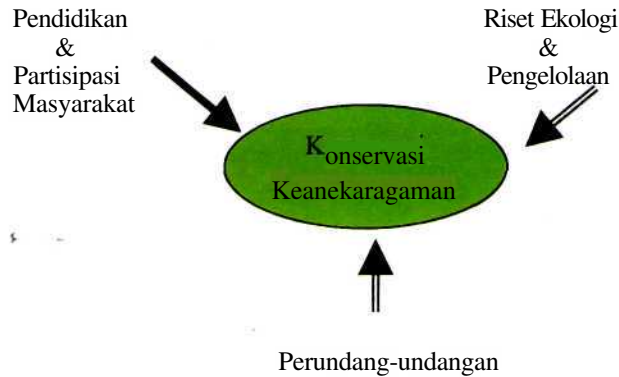 Pendidikan
&
Partisipasi
Masyarakat
Riset Ekologi
&
Pengelolaan
Konservasi
Keanekaragaman
Perundang-undangan